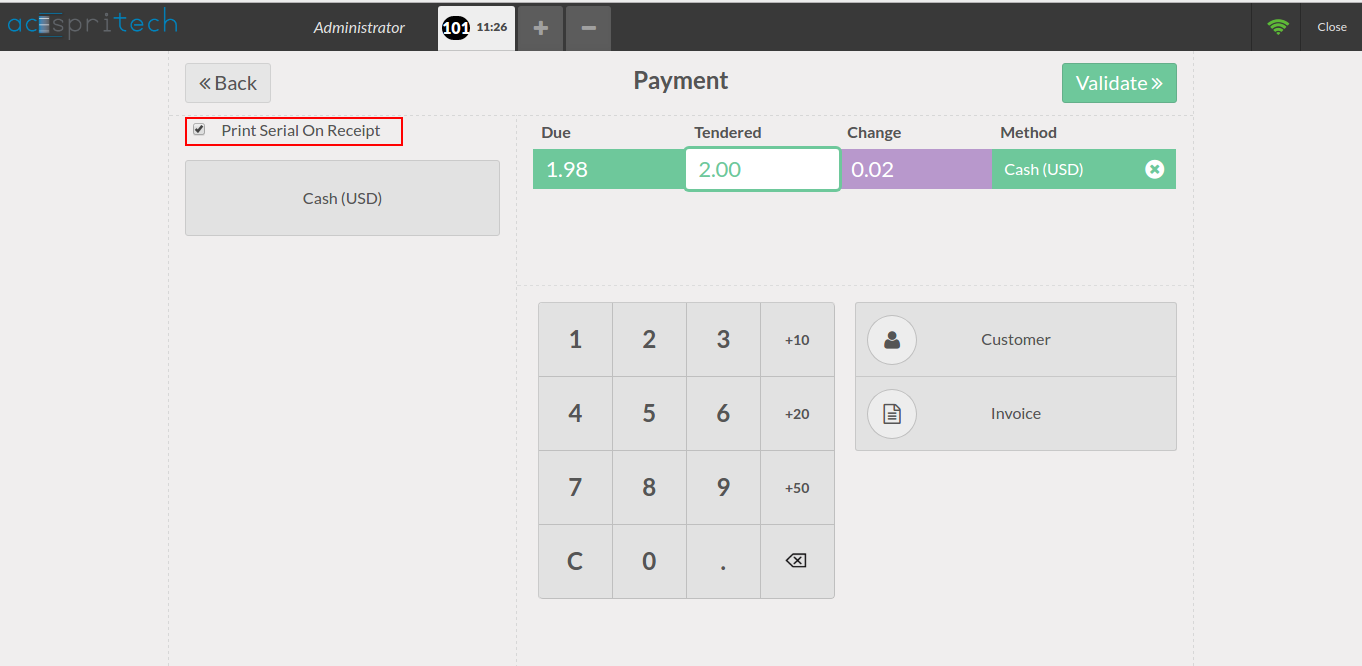 acespritech
Administrator
101 11:26
Close
Back
Payment
Validate
Print Serial On Receipt
Cash (USD)
Due Tendered Change Method
1.98 2.00 0.02 Cash (USD)
1 2 3 +10
4 5 6 +20
7 8 9 +50
C 0 .
Customer
Invoice